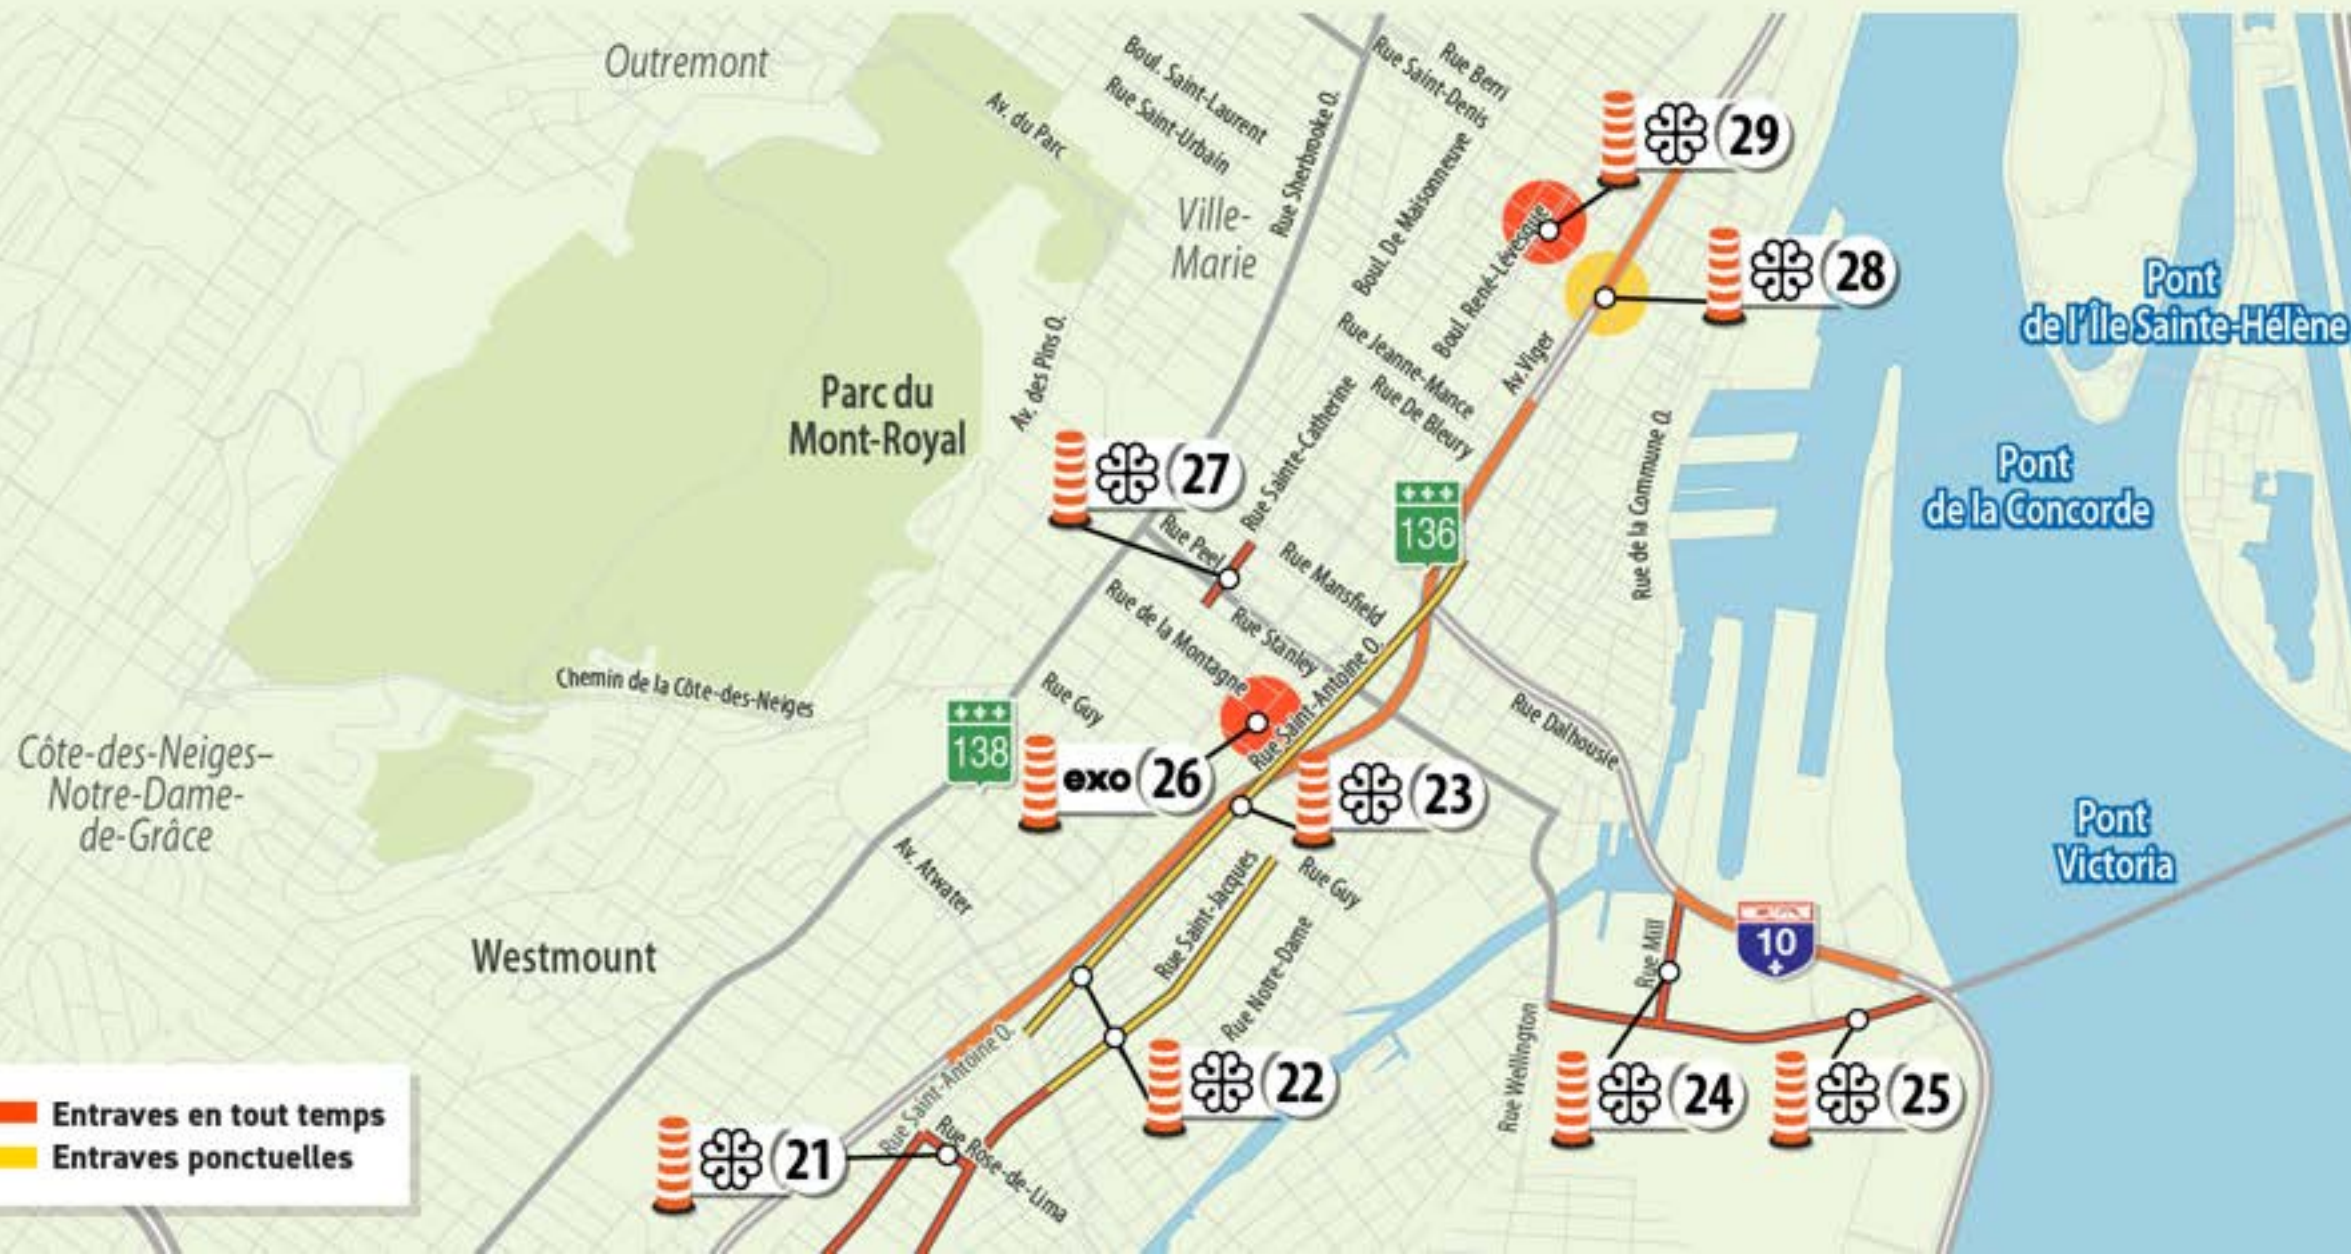 Outremont
Boul. Saint-Laurent
Rue Saint-Urbain
Av. du Parc
Rue Sherbrooke O.
Rue Saint-Denis
Rue Berri
Boul. De Maisonneuve
Ville-
Marie
29
28
Boul. René-Lévesque
Pont
de l'Île Sainte-Hélène
Av. des Pins O.
Rue Jeanne-Mance
Rue De Bleury
Av. Viger
Parc du
Mont-Royal
27
Rue Sainte-Catherine
136
Rue de la Commune O.
Pont
de la Concorde
Rue Peel
Rue Mansfield
Rue de la Montagne
Rue Stanley
Rue Saint-Antoine O.
Chemin de la Côte-des-Neiges
Rue Guy
138
Rue Dalhousie
Côte-des-Neiges–
Notre-Dame-
de-Grâce
exo 26
23
Pont
Victoria
Av. Atwater
Rue Saint-Jacques
Rue Guy
Rue Notre-Dame
Westmount
Rue Mill
10
Rue Wellington
22
24
25
Rue Saint-Antoine O.
21
Rue Rose-de-Lima
Entraves en tout temps
Entraves ponctuelles